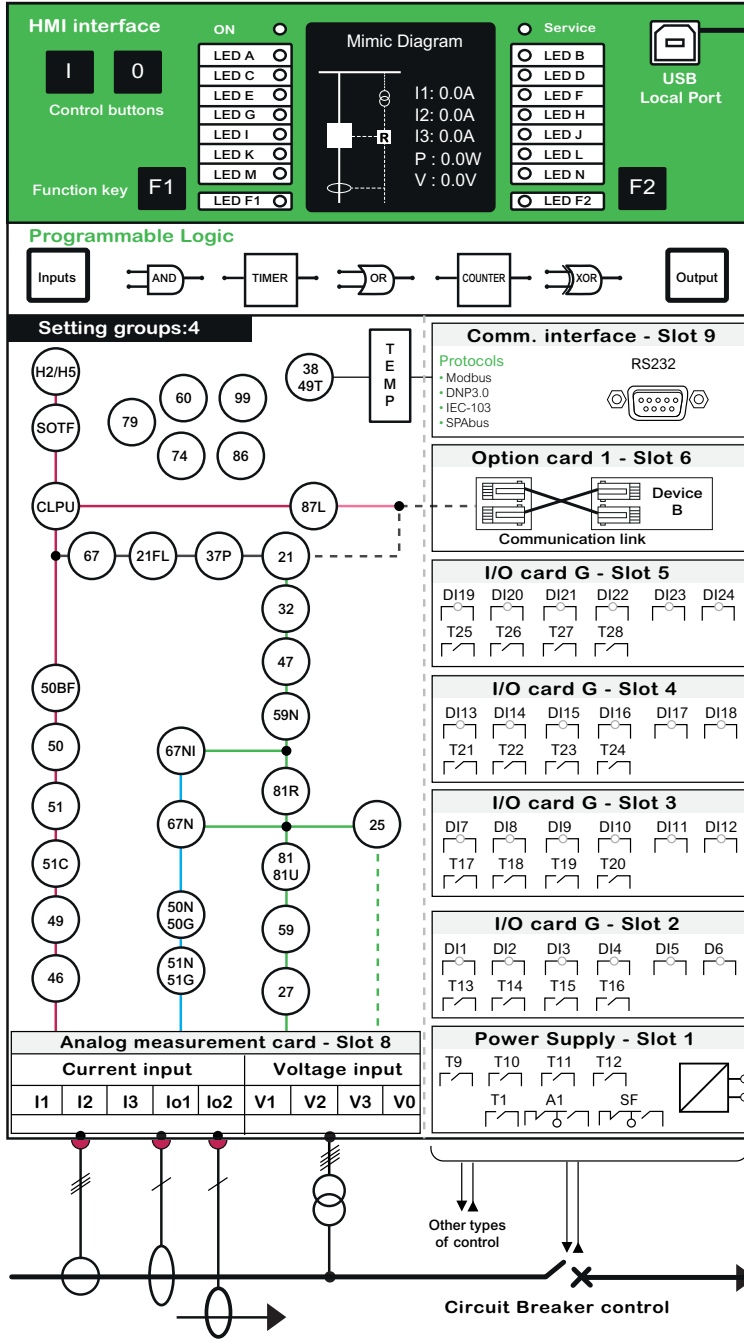 HMI interface
ON
Service
I
0
Control buttons
Function key
F1
F2
LED A
LED C
LED E
LED G
LED I
LED K
LED M
LED F1
Mimic Diagram
I1: 0.0A
I2: 0.0A
I3: 0.0A
P : 0.0W
V : 0.0V
R
LED B
LED D
LED F
LED H
LED J
LED L
LED N
LED F2
USB
Local Port
Programmable Logic
Inputs
AND
TIMER
OR
COUNTER
XOR
Output
Setting groups:4
H2/H5
SOTF
79
60
99
74
86
38
49T
T
E
M
P
CLPU
87L
67
21FL
37P
21
32
47
59N
50BF
50
67NI
81R
51
67N
25
51C
81
81U
49
50N
50G
59
46
51N
51G
27
Comm. interface - Slot 9
Protocols
• Modbus
• DNP3.0
• IEC-103
• SPAbus
RS232
Option card 1 - Slot 6
Device
B
Communication link
I/O card G - Slot 5
DI19 DI20 DI21 DI22 DI23 DI24
T25 T26 T27 T28
I/O card G - Slot 4
DI13 DI14 DI15 DI16 DI17 DI18
T21 T22 T23 T24
I/O card G - Slot 3
DI7 DI8 DI9 DI10 DI11 DI12
T17 T18 T19 T20
I/O card G - Slot 2
DI1 DI2 DI3 DI4 DI5 D6
T13 T14 T15 T16
Power Supply - Slot 1
T9 T10 T11 T12
T1 A1 SF
Analog measurement card - Slot 8
Current input
Voltage input
I1 I2 I3 Io1 Io2 V1 V2 V3 V0
Other types
of control
Circuit Breaker control